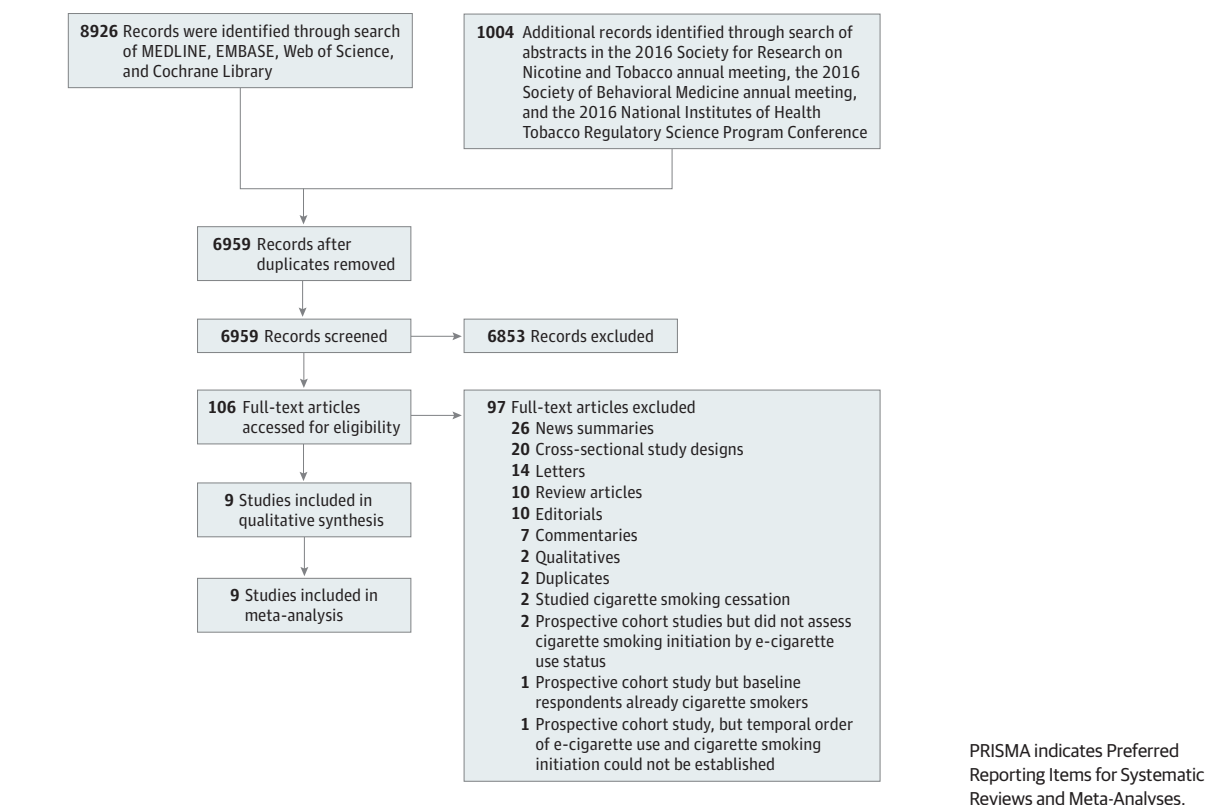 8926 Records were identified through search
of MEDLINE, EMBASE, Web of Science,
and Cochrane Library
1004 Additional records identified through search of
abstracts in the 2016 Society for Research on
Nicotine and Tobacco annual meeting, the 2016
Society of Behavioral Medicine annual meeting,
and the 2016 National Institutes of Health
Tobacco Regulatory Science Program Conference
6959 Records after
duplicates removed
6959 Records screened
6853 Records excluded
106 Full-text articles
accessed for eligibility
97 Full-text articles excluded
26 News summaries
20 Cross-sectional study designs
14 Letters
10 Review articles
10 Editorials
7 Commentaries
2 Qualitatives
2 Duplicates
2 Studied cigarette smoking cessation
2 Prospective cohort studies but did not assess
cigarette smoking initiation by e-cigarette
use status
1 Prospective cohort study but baseline
respondents already cigarette smokers
1 Prospective cohort study, but temporal order
of e-cigarette use and cigarette smoking
initiation could not be established
9 Studies included in
qualitative synthesis
9 Studies included in
meta-analysis
PRISMA indicates Preferred
Reporting Items for Systematic
Reviews and Meta-Analyses.